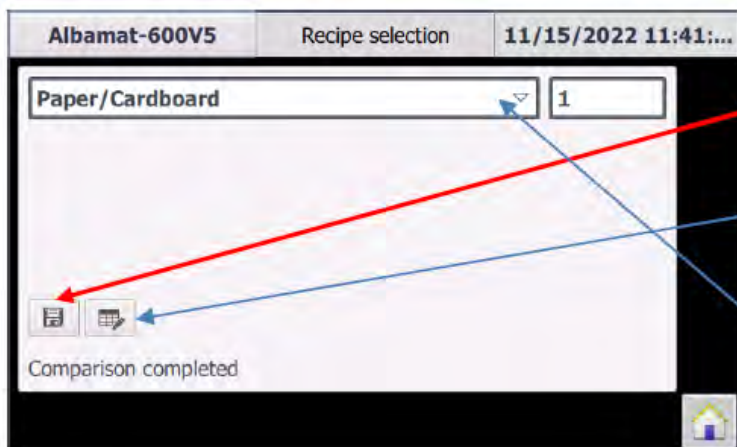 Albamat-600V5 Recipe selection 11/15/2022 11:41:...
Paper/Cardboard 1
Comparison completed